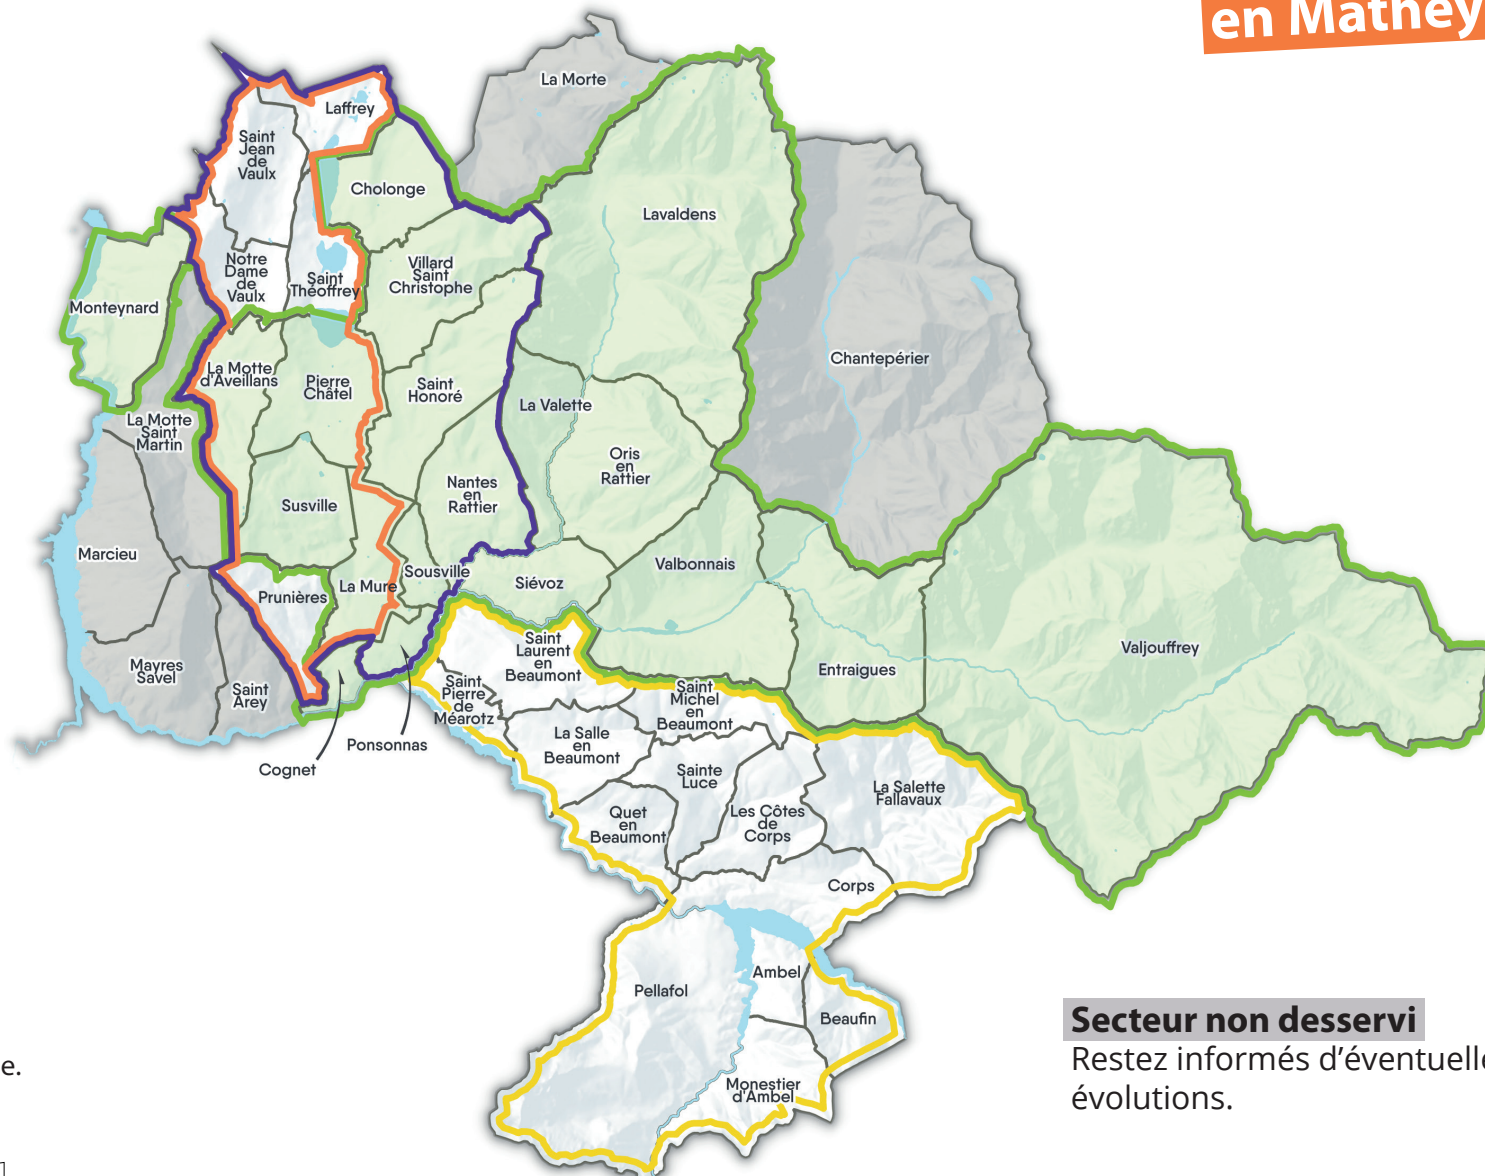 en Mathey
La Morte
Laffrey
Saint
Jean
de
Vaulx
Cholonge
Lavaldens
Notre
Dame
de
Vaulx
Saint
Théoffrey
Villard
Saint
Christophe
Monteynard
Chantepérier
La Motte
d'Aveillans
Pierre
Châtel
Saint
Honoré
La Valette
La Motte
Saint
Martin
Oris
en
Rattier
Nantes
en
Rattier
Susville
Marcieu
Valbonnais
Sousville
Siévoz
La Mure
Prunières
Saint
Laurent
en
Beaumont
Valjouffrey
Mayres
Savel
Saint
Arey
Entraigues
Saint
Pierre
de
Méarotz
Saint
Michel
en
Beaumont
La Salle
en
Beaumont
Ponsonnas
Cognet
Sainte
Luce
La Salette
Fallavaux
Quet
en
Beaumont
Les Côtes
de
Corps
Corps
Ambel
Pellafol
Beaufin
Monestier
d'Ambel
Secteur non desservi
Restez informés d’éventuelle
évolutions.
e.